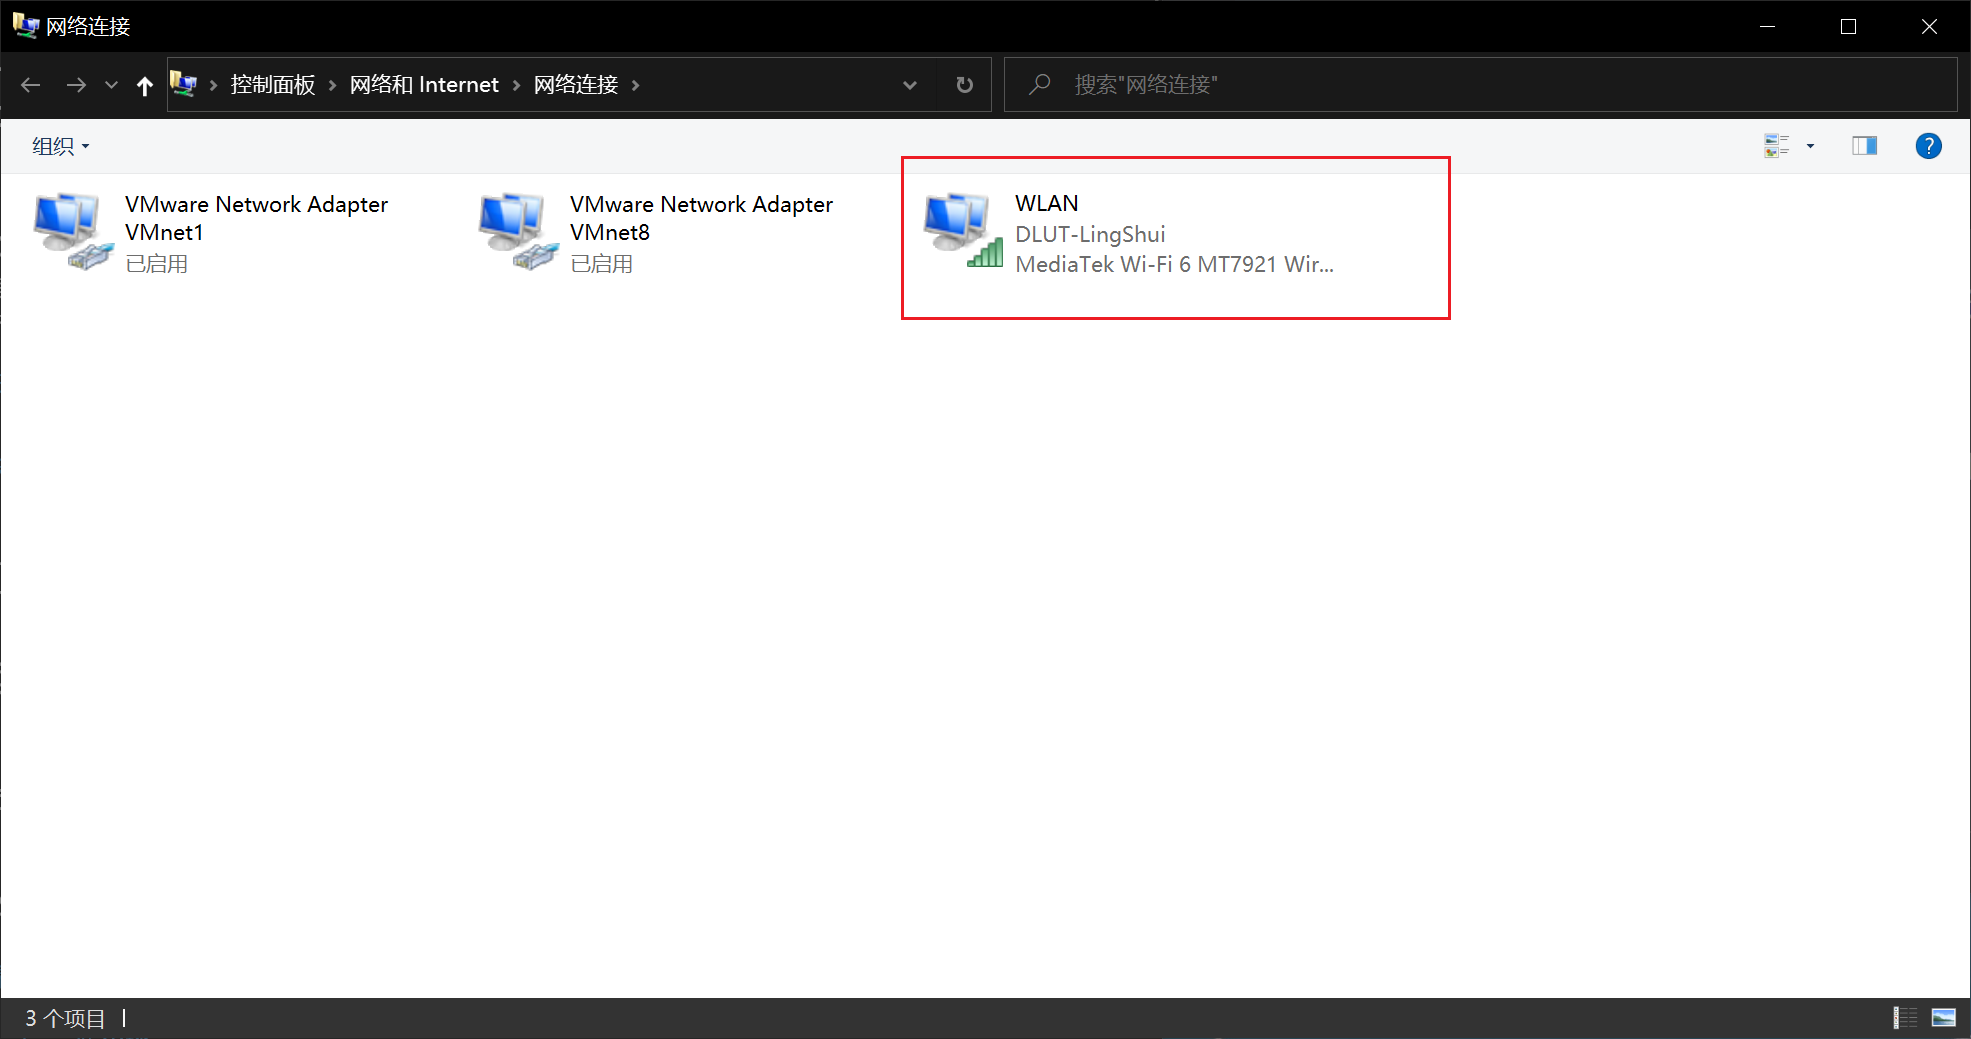 网络连接
控制面板 网络和 Internet 网络连接
搜索"网络连接"
组织
?
VMware Network Adapter
VMnet1
已启用
VMware Network Adapter
VMnet8
已启用
WLAN
DLUT-LingShui
MediaTek Wi-Fi 6 MT7921 Wir...
3 个项目